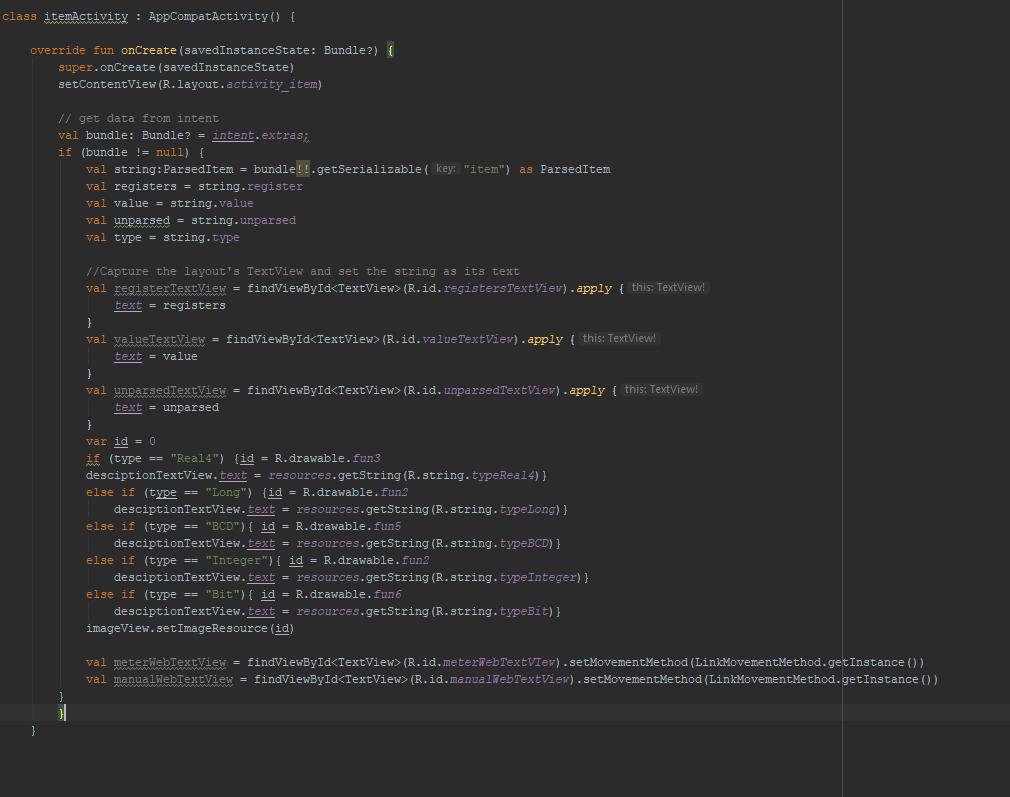 class itemActivity : AppCompatActivity() {
override fun onCreate(savedInstanceState: Bundle?) {
super.onCreate(savedInstanceState)
setContentView(R.layout.activity_item)
// get data from intent
val bundle: Bundle? = intent.extras;
if (bundle != null) {
val string:ParsedItem = bundle!!.getSerializable( key: "item") as ParsedItem
val registers = string.register
val value = string.value
val unparsed = string.unparsed
val type = string.type
//Capture the layout's TextView and set the string as its text
val registerTextView = findViewById<TextView>(R.id.registersTextView).apply { this: TextView!
text = registers
}
val valueTextView = findViewById<TextView>(R.id.valueTextView).apply { this: TextView!
text = value
}
val unparsedTextView = findViewById<TextView>(R.id.unparsedTextView).apply { this: TextView!
text = unparsed
}
var id = 0
if (type == "Real4") {id = R.drawable.fun3
desciptionTextView.text = resources.getString(R.string.typeReal4)}
else if (type == "Long") {id = R.drawable.fun2
desciptionTextView.text = resources.getString(R.string.typeLong)}
else if (type == "BCD"){ id = R.drawable.fun5
desciptionTextView.text = resources.getString(R.string.typeBCD)}
else if (type == "Integer"){ id = R.drawable.fun2
desciptionTextView.text = resources.getString(R.string.typeInteger)}
else if (type == "Bit"){ id = R.drawable.fun6
desciptionTextView.text = resources.getString(R.string.typeBit)}
imageView.setImageResource(id)
val meterWebTextView = findViewById<TextView>(R.id.meterWebTextVIew).setMovementMethod(LinkMovementMethod.getInstance())
val manualWebTextView = findViewById<TextView>(R.id.manualWebTextView).setMovementMethod(LinkMovementMethod.getInstance())
}
}
}